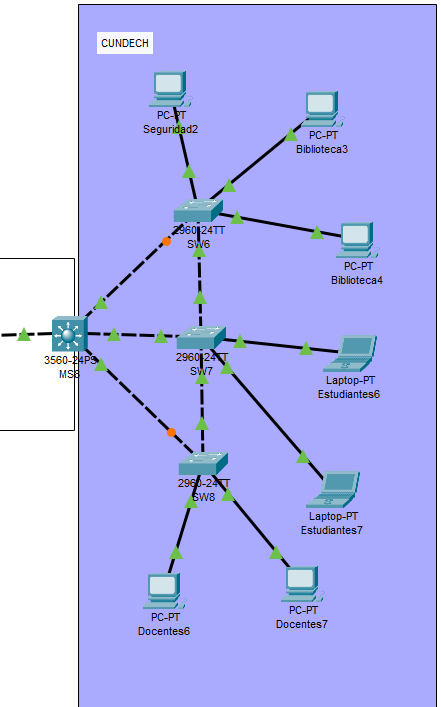 CUNDECH
PC-PT
Seguridad2
PC-PT
Biblioteca3
2960-24TT
SW6
PC-PT
Biblioteca4
3560-24PS
MS6
2960-24TT
SW7
Laptop-PT
Estudiantes6
2960-24TT
SW8
Laptop-PT
Estudiantes7
PC-PT
Docentes6
PC-PT
Docentes7